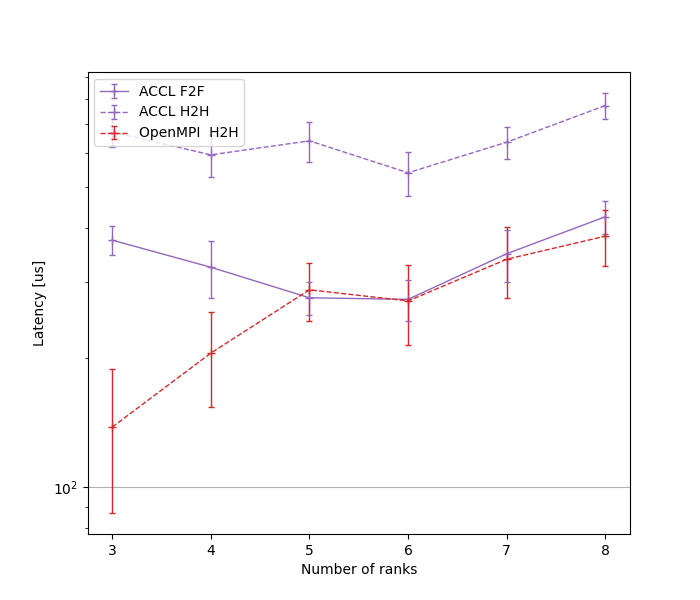 ACCL F2F
ACCL H2H
OpenMPI H2H
Latency [us]
10²
3 4 5 6 7 8
Number of ranks